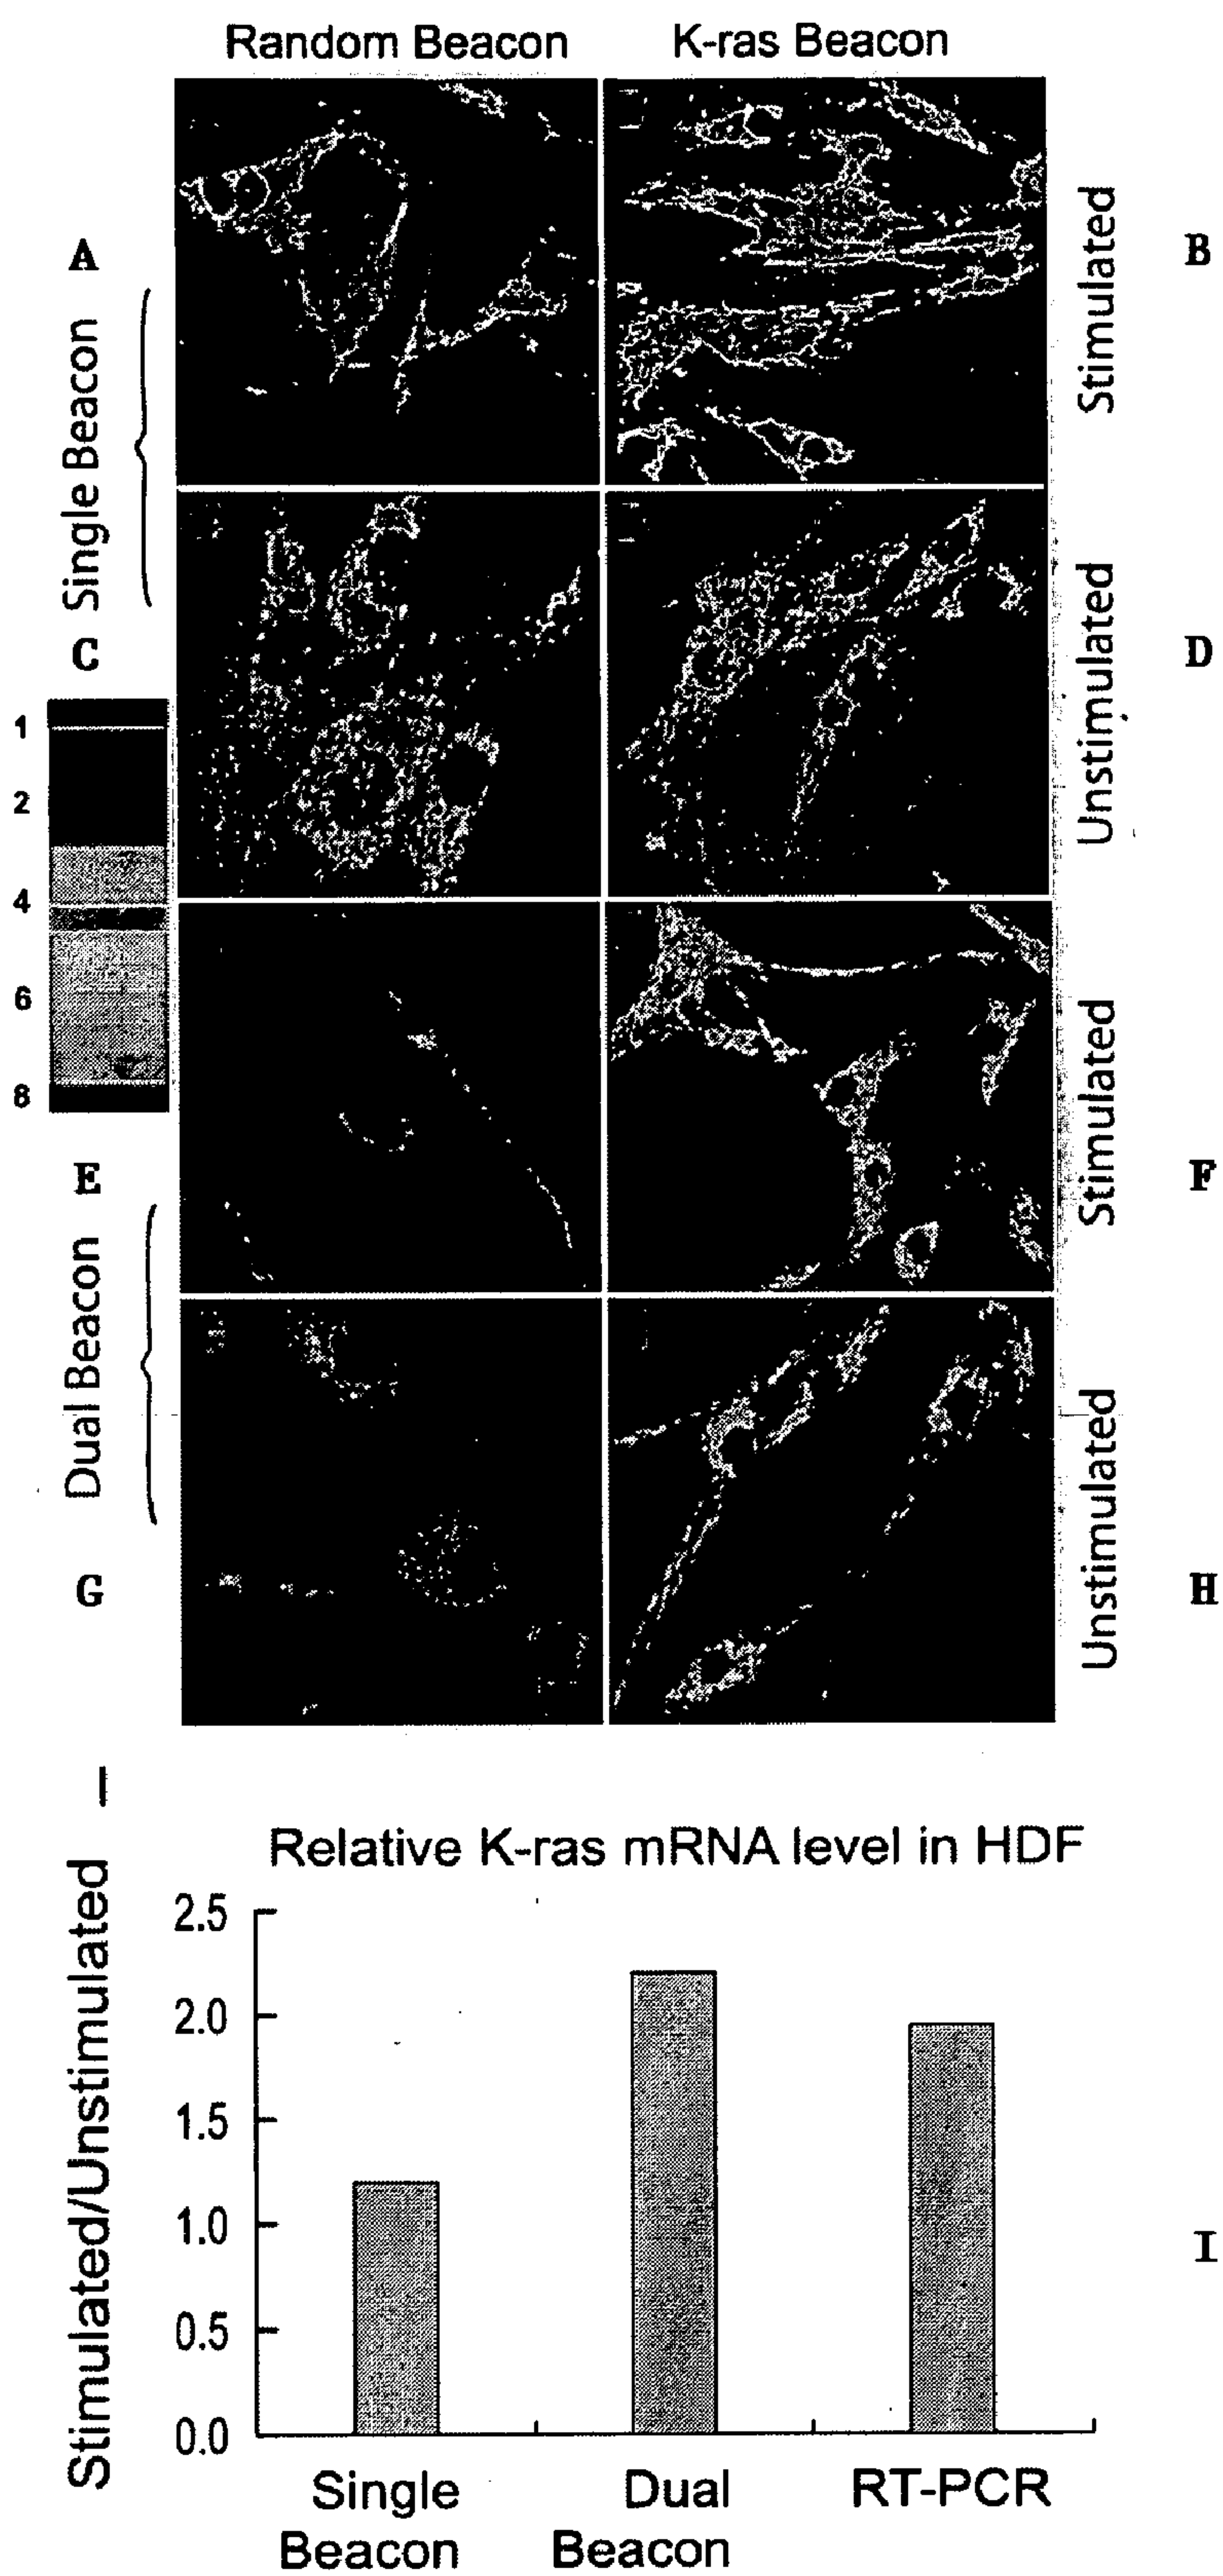 Random Beacon K-ras Beacon
A
B
Single Beacon
Stimulated
C
D
Unstimulated
1
2
4
6
8
E
F
Dual Beacon
Stimulated
G
H
Unstimulated
I
Relative K-ras mRNA level in HDF
Stimulated/Unstimulated
2.5
2.0
1.5
1.0
0.5
0.0
I
Single Beacon
Dual Beacon
RT-PCR